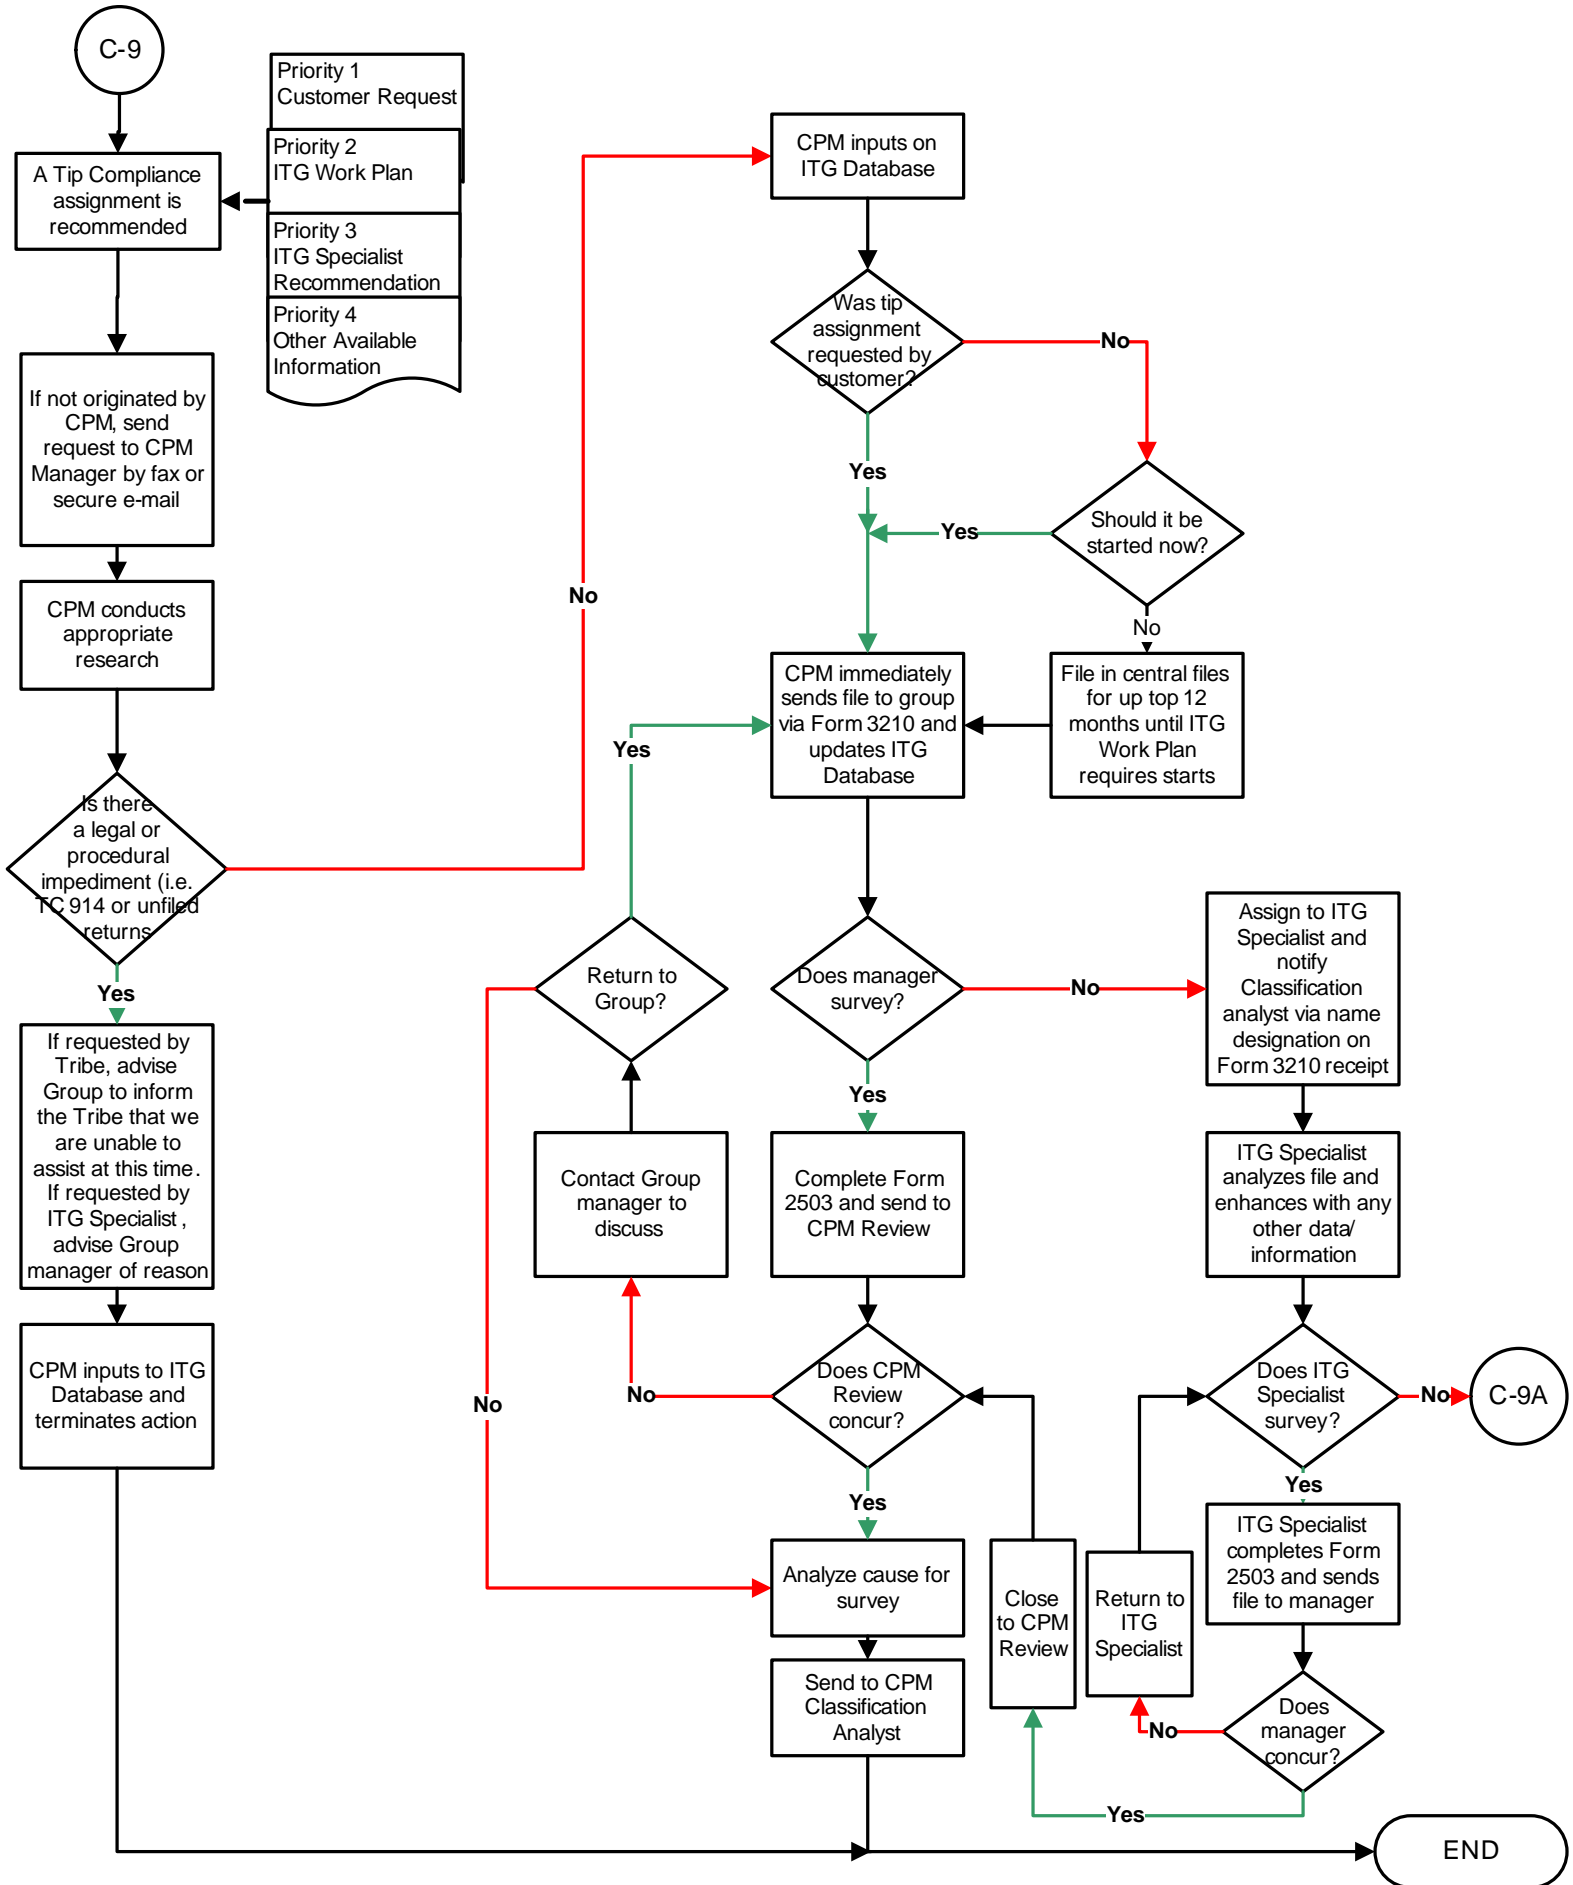 C-9
Priority 1
Customer Request
Priority 2
ITG Work Plan
Priority 3
ITG Specialist
Recommendation
Priority 4
Other Available
Information
A Tip Compliance
assignment is
recommended
If not originated by
CPM, send
request to CPM
Manager by fax or
secure e-mail
CPM conducts
appropriate
research
Is there
a legal or
procedural
impediment (i.e.
TC 914 or unfiled
returns
No
Yes
If requested by
Tribe, advise
Group to inform
the Tribe that we
are unable to
assist at this time.
If requested by
ITG Specialist ,
advise Group
manager of reason
CPM inputs to ITG
Database and
terminates action
CPM inputs on
ITG Database
Was tip
assignment
requested by
customer?
No
Yes
Should it be
started now?
Yes
No
CPM immediately
sends file to group
via Form 3210 and
updates ITG
Database
File in central files
for up top 12
months until ITG
Work Plan
requires starts
Does manager
survey?
No
Yes
Assign to ITG
Specialist and
notify
Classification
analyst via name
designation on
Form 3210 receipt
Return to
Group?
Yes
No
Contact Group
manager to
discuss
Complete Form
2503 and send to
CPM Review
ITG Specialist
analyzes file and
enhances with any
other data/
information
Does CPM
Review
concur?
No
Yes
Does ITG
Specialist
survey?
No
C-9A
Yes
Analyze cause for
survey
Send to CPM
Classification
Analyst
Close
to CPM
Review
Return to
ITG
Specialist
ITG Specialist
completes Form
2503 and sends
file to manager
Does
manager
concur?
No
Yes
END